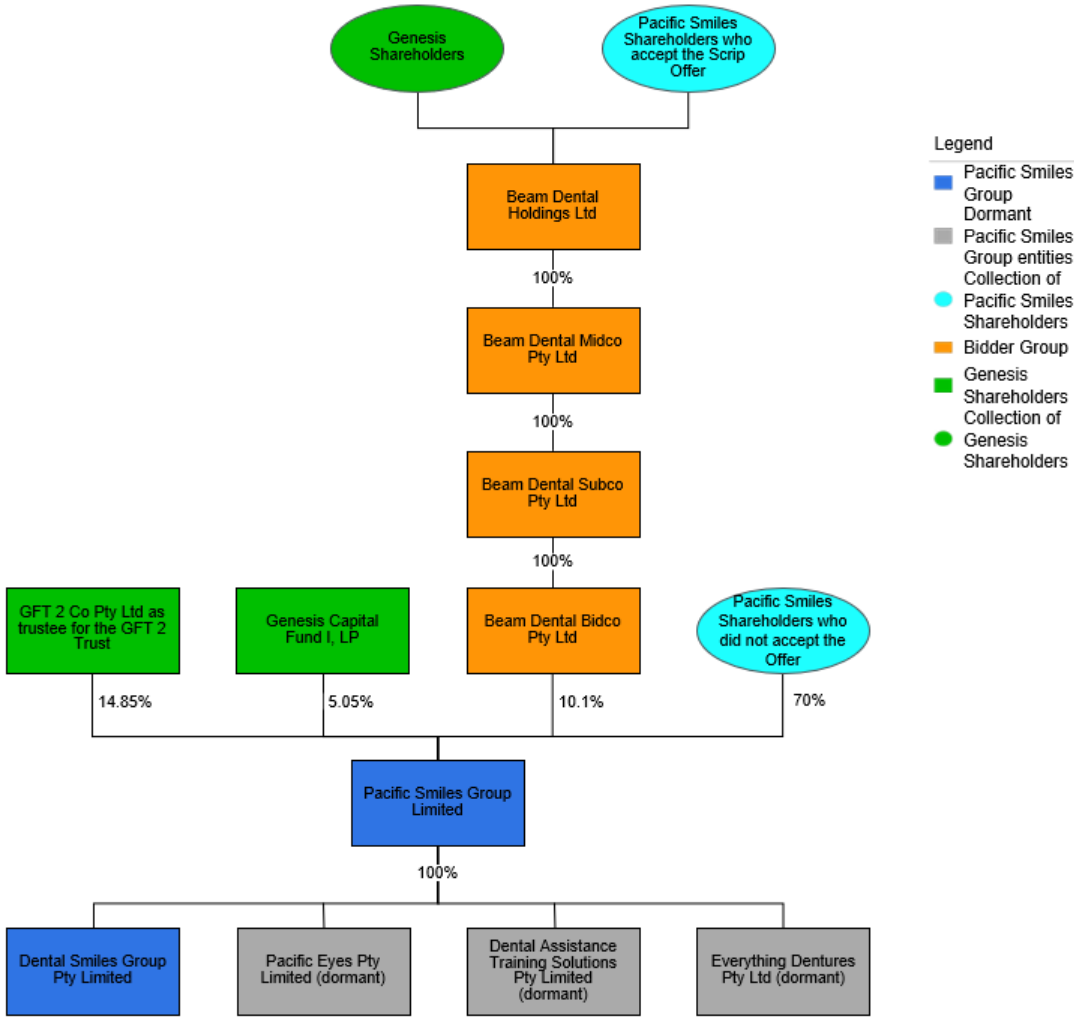 Genesis
Shareholders
Pacific Smiles
Shareholders who
accept the Scrip
Offer
Legend
Pacific Smiles
Group
Dormant
Pacific Smiles
Group entities
Collection of
Pacific Smiles
Shareholders
Bidder Group
Genesis
Shareholders
Collection of
Genesis
Shareholders
Beam Dental
Holdings Ltd
100%
Beam Dental Midco
Pty Ltd
100%
Beam Dental Subco
Pty Ltd
100%
GFT 2 Co Pty Ltd as
trustee for the GFT 2
Trust
Genesis Capital
Fund I, LP
Beam Dental Bidco
Pty Ltd
Pacific Smiles
Shareholders who
did not accept the
Offer
14.85%
5.05%
10.1%
70%
Pacific Smiles Group
Limited
100%
Dental Smiles Group
Pty Limited
Pacific Eyes Pty
Limited (dormant)
Dental Assistance
Training Solutions
Pty Limited
(dormant)
Everything Dentures
Pty Ltd (dormant)